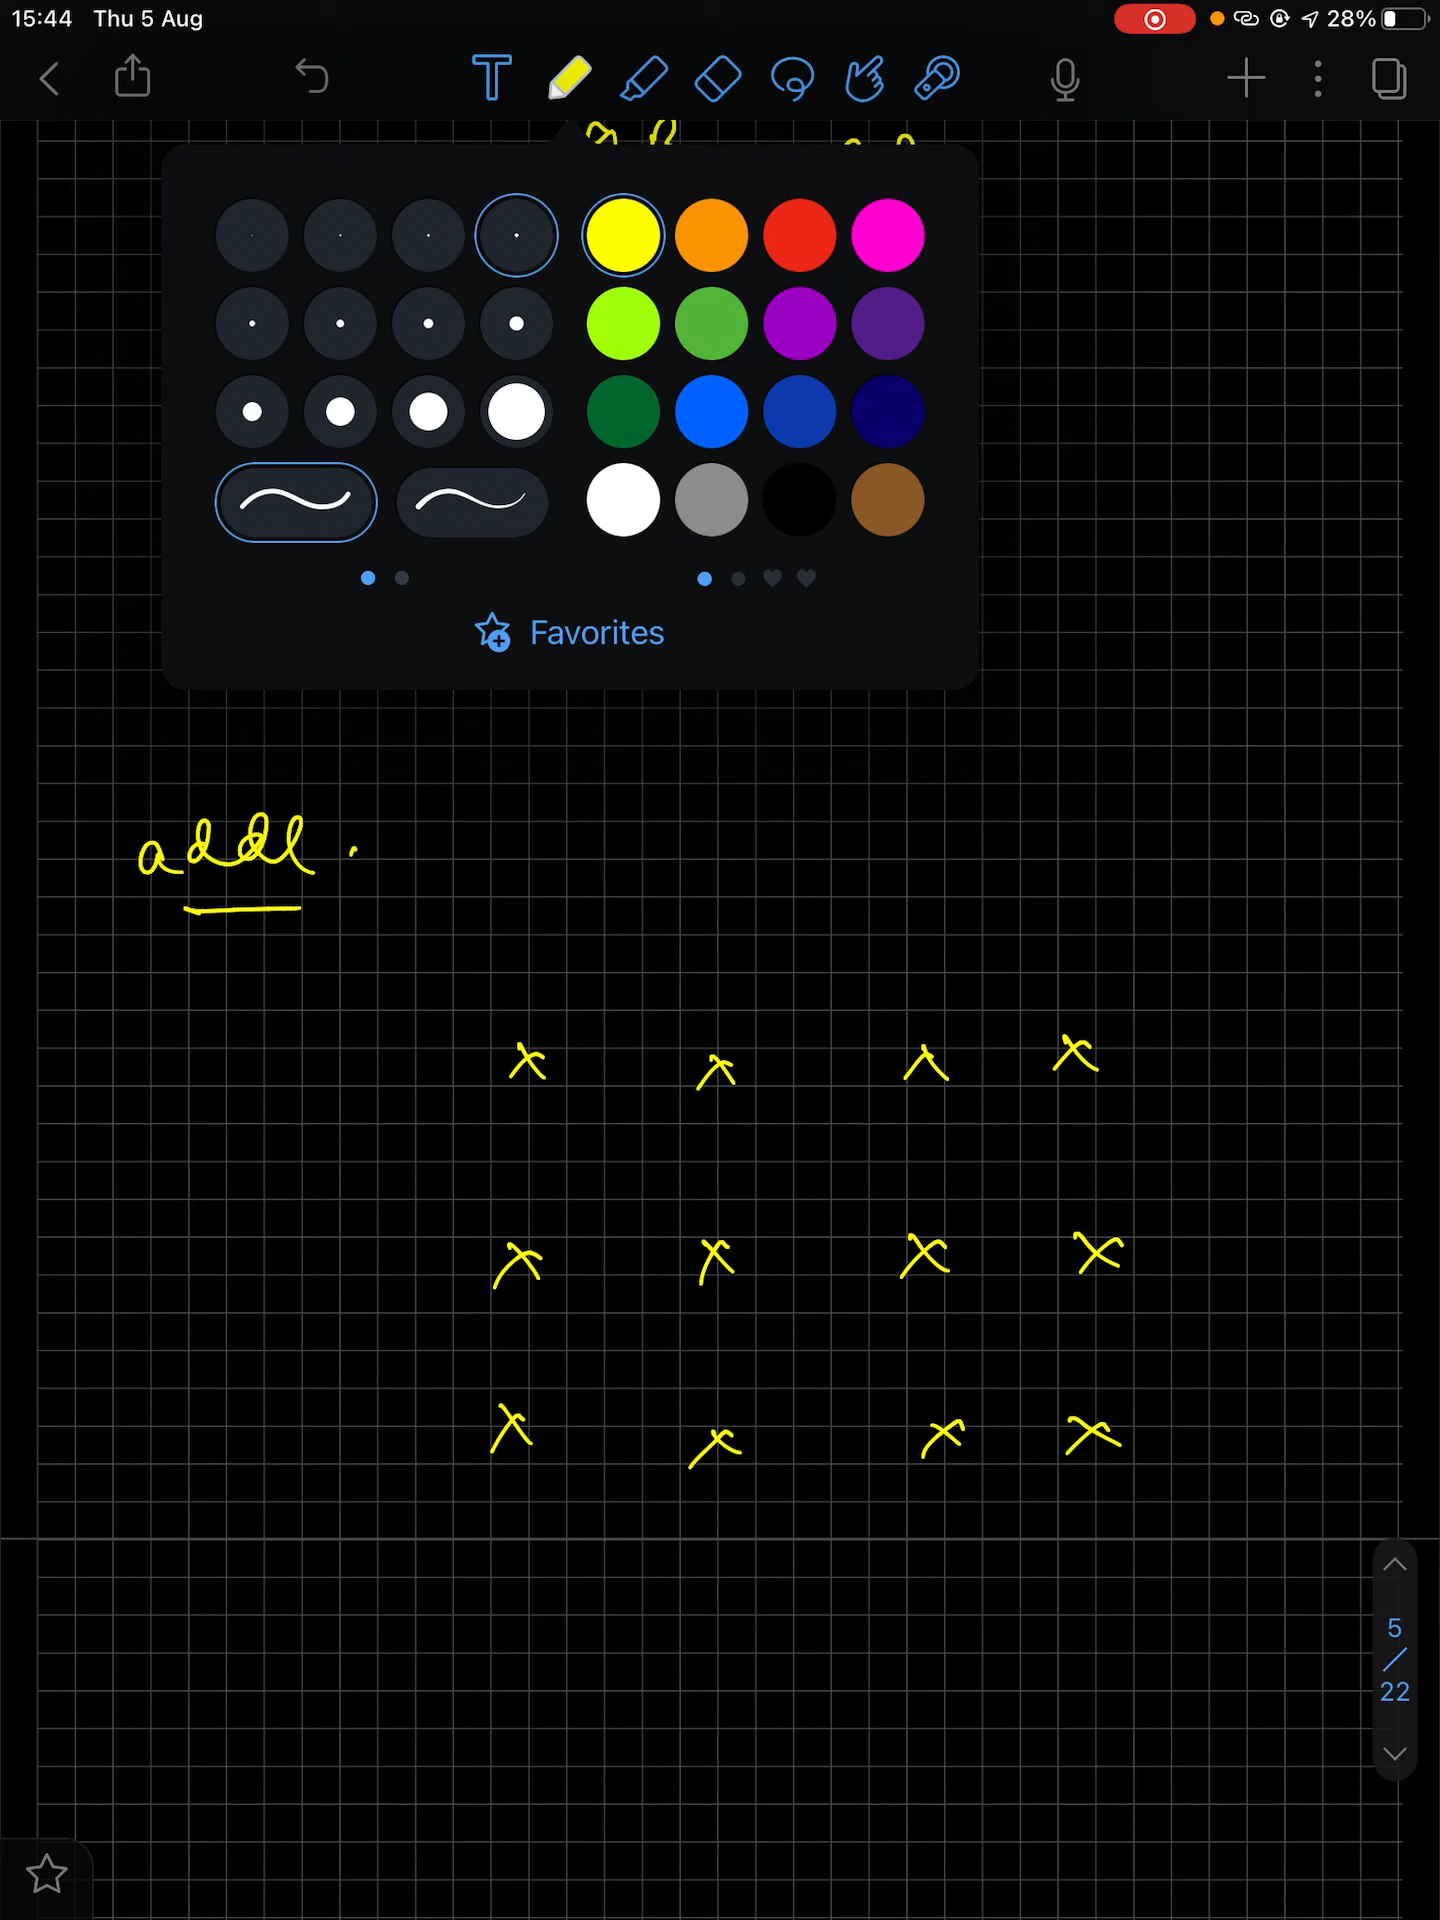 15:44 Thu 5 Aug 28%
T
Favorites
addl.
x x x x
x x x x
x x x x
5
/
22